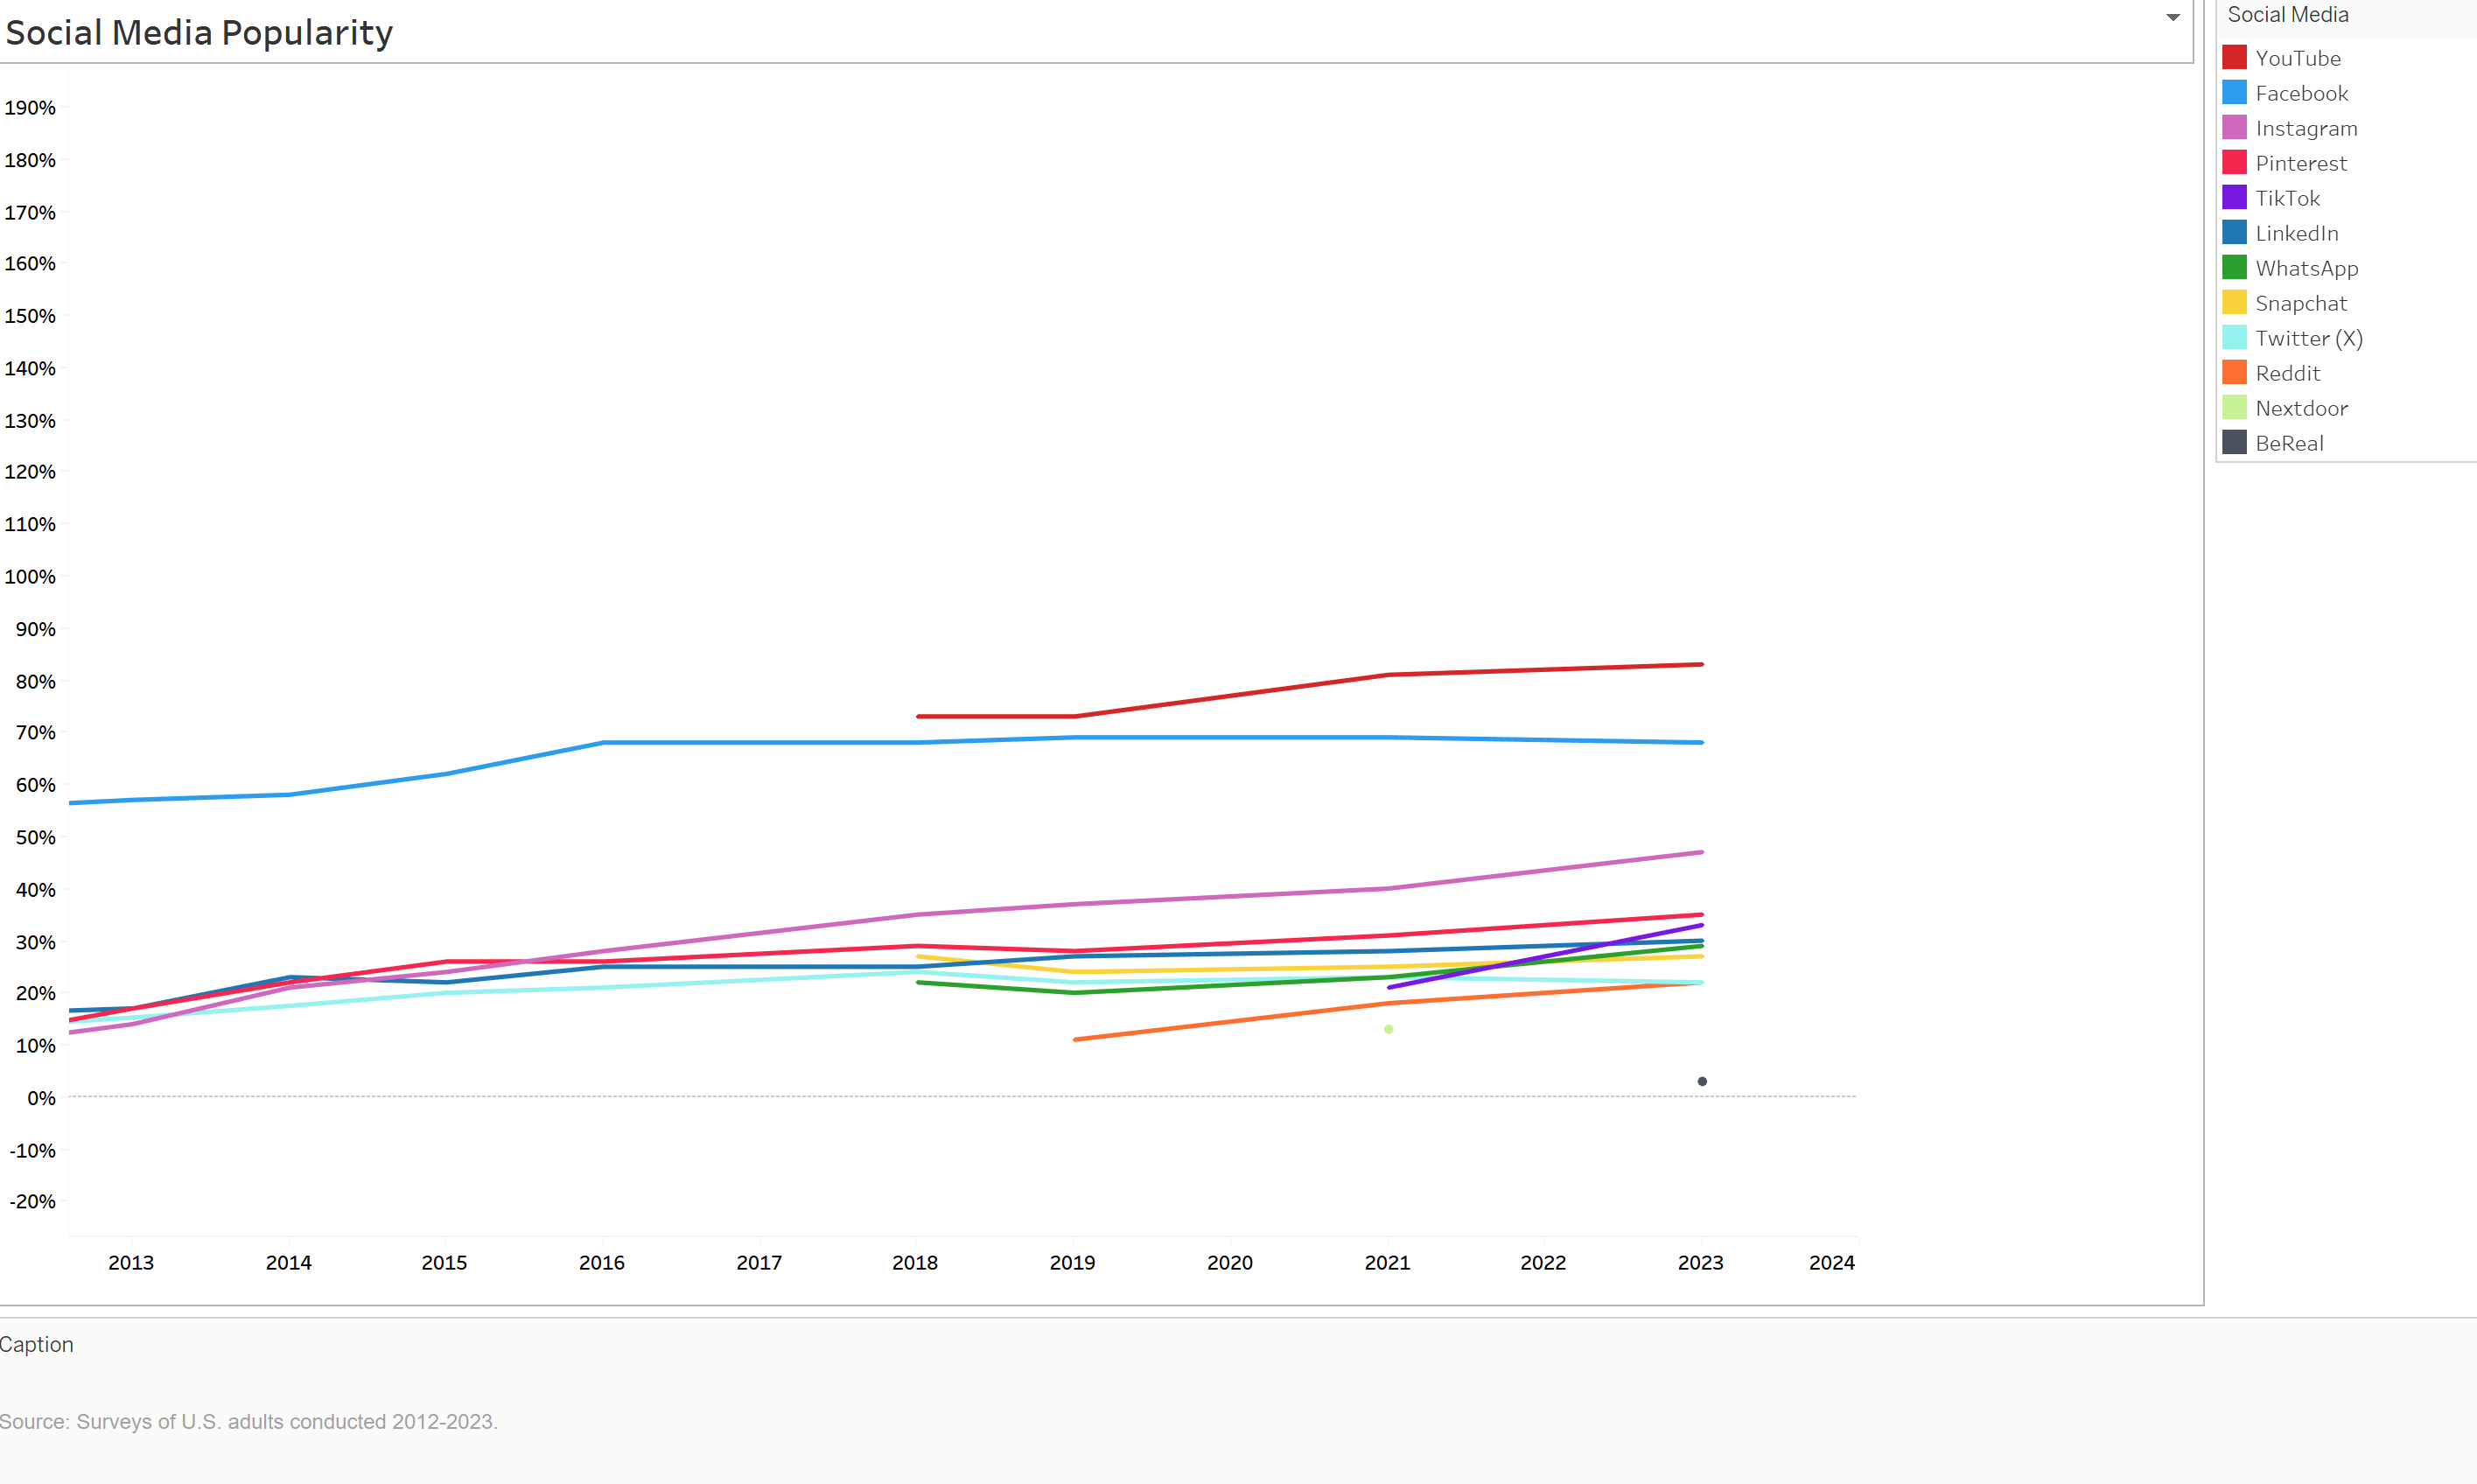 Social Media Popularity
Social Media
YouTube
Facebook
Instagram
Pinterest
TikTok
LinkedIn
WhatsApp
Snapchat
Twitter (X)
Reddit
Nextdoor
BeReal
190%
180%
170%
160%
150%
140%
130%
120%
110%
100%
90%
80%
70%
60%
50%
40%
30%
20%
10%
0%
-10%
-20%
2013 2014 2015 2016 2017 2018 2019 2020 2021 2022 2023 2024
Caption
Source: Surveys of U.S. adults conducted 2012-2023.